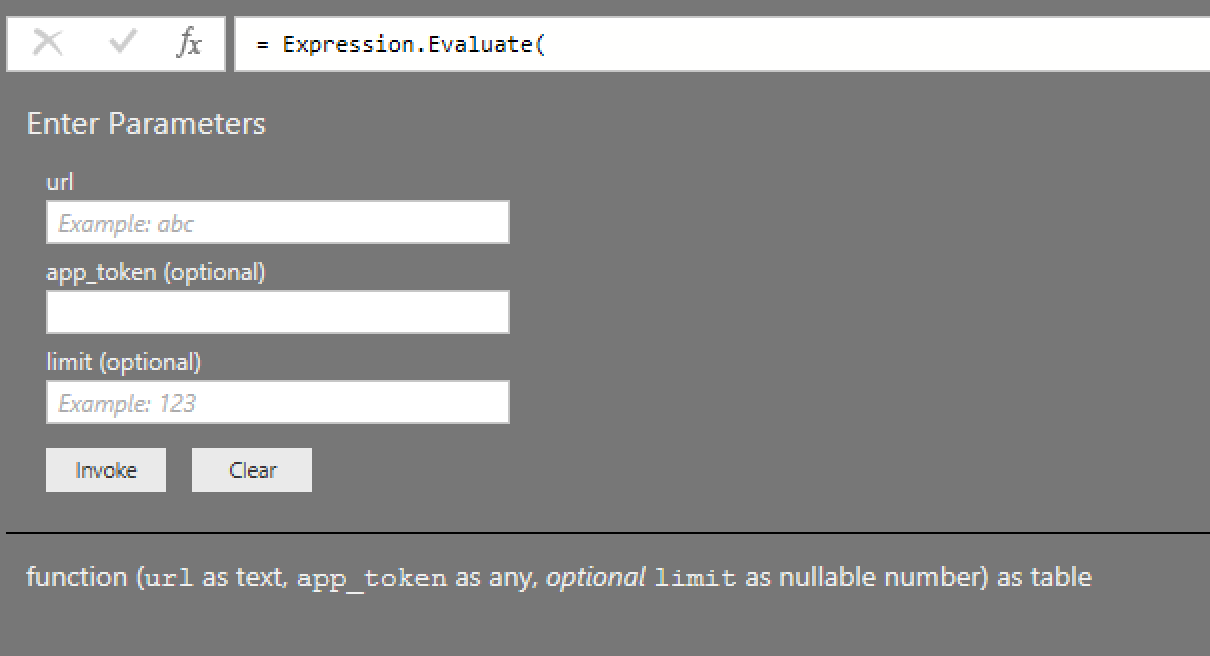 fx = Expression.Evaluate(
Enter Parameters
url
Example: abc
app_token (optional)
limit (optional)
Example: 123
Invoke Clear
function (url as text, app_token as any, optional limit as nullable number) as table